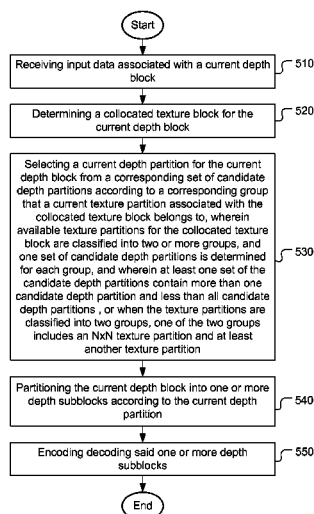 Start
Receiving input data associated with a current depth
block
510
Determining a collocated texture block for the
current depth block
520
Selecting a current depth partition for the current
depth block from a corresponding set of candidate
depth partitions according to a corresponding group
that a current texture partition associated with the
collocated texture block belongs to, wherein
available texture partitions for the collocated texture
block are classified into two or more groups, and
one set of candidate depth partitions is determined
for each group, and wherein at least one set of the
candidate depth partitions contain more than one
candidate depth partition and less than all candidate
depth partitions , or when the texture partitions are
classified into two groups, one of the two groups
includes an NxN texture partition and at least
another texture partition
530
Partitioning the current depth block into one or more
depth subblocks according to the current depth
partition
540
Encoding decoding said one or more depth
subblocks
550
End